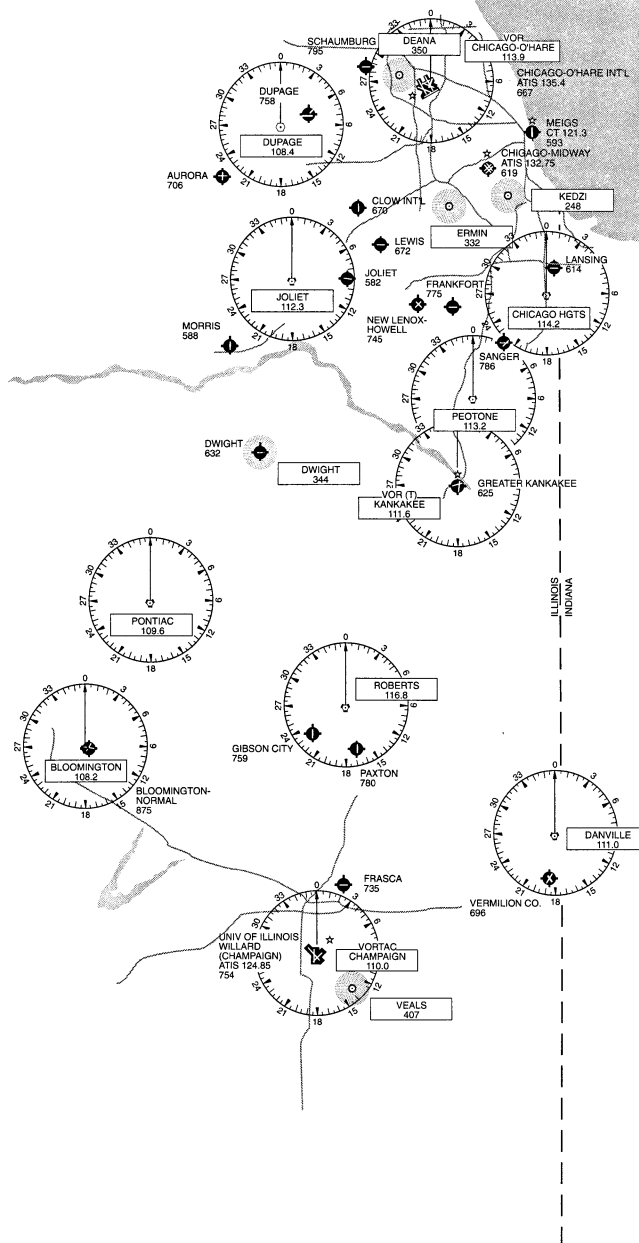 SCHAUMBURG
795
DEANA
350
VOR
CHICAGO-O'HARE
113.9
CHICAGO-O'HARE INT'L
ATIS 135.4
667
DUPAGE
758
DUPAGE
108.4
MEIGS
CT 121.3
593
CHIGAGO-MIDWAY
ATIS 132.75
619
AURORA
706
CLOW INT'L
670
KEDZI
248
ERMIN
332
LEWIS
672
LANSING
614
JOLIET
582
FRANKFORT
775
JOLIET
112.3
CHICAGO HGTS
114.2
NEW LENOX-
HOWELL
745
MORRIS
588
SANGER
786
PEOTONE
113.2
DWIGHT
632
DWIGHT
344
GREATER KANKAKEE
625
VOR (T)
KANKAKEE
111.6
ILLINOIS
INDIANA
PONTIAC
109.6
ROBERTS
116.8
GIBSON CITY
759
PAXTON
780
BLOOMINGTON
108.2
BLOOMINGTON-
NORMAL
875
DANVILLE
111.0
FRASCA
735
VERMILION CO.
696
UNIV OF ILLINOIS
WILLARD
(CHAMPAIGN)
ATIS 124.85
754
VORTAC
CHAMPAIGN
110.0
VEALS
407